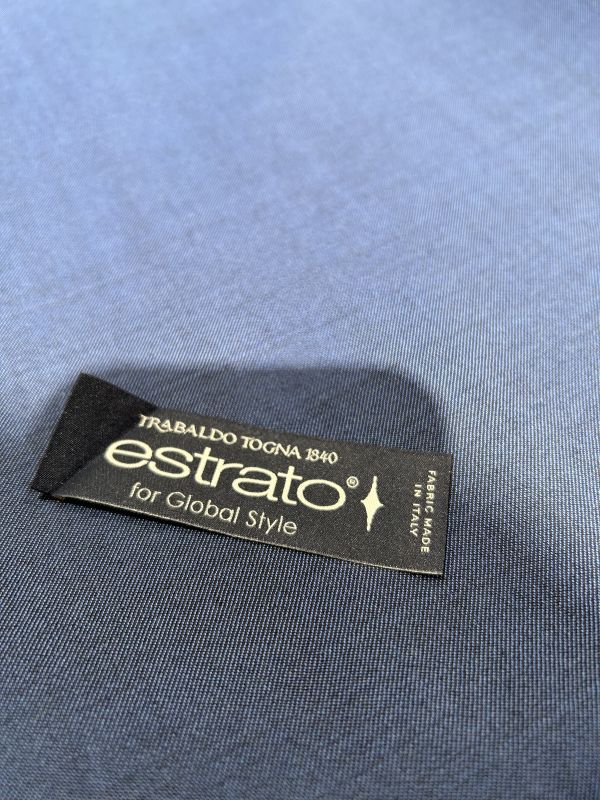 TRABALDO TOGNA 1840
estrato®
for Global Style
FABRIC MADE
IN ITALY